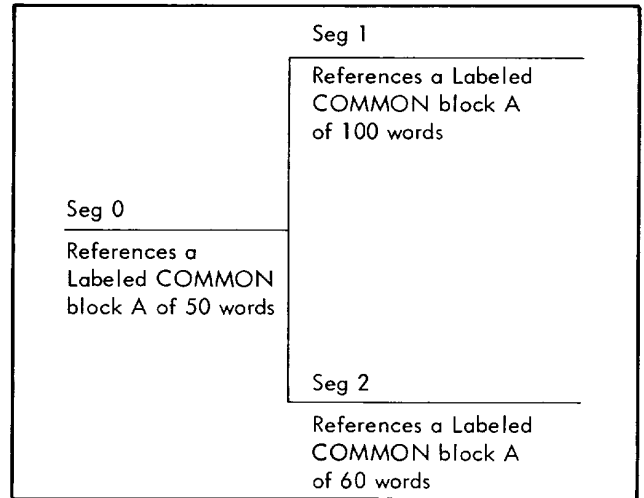 Seg 1
References a Labeled
COMMON block A
of 100 words
Seg 0
References a
Labeled COMMON
block A of 50 words
Seg 2
References a Labeled
COMMON block A
of 60 words